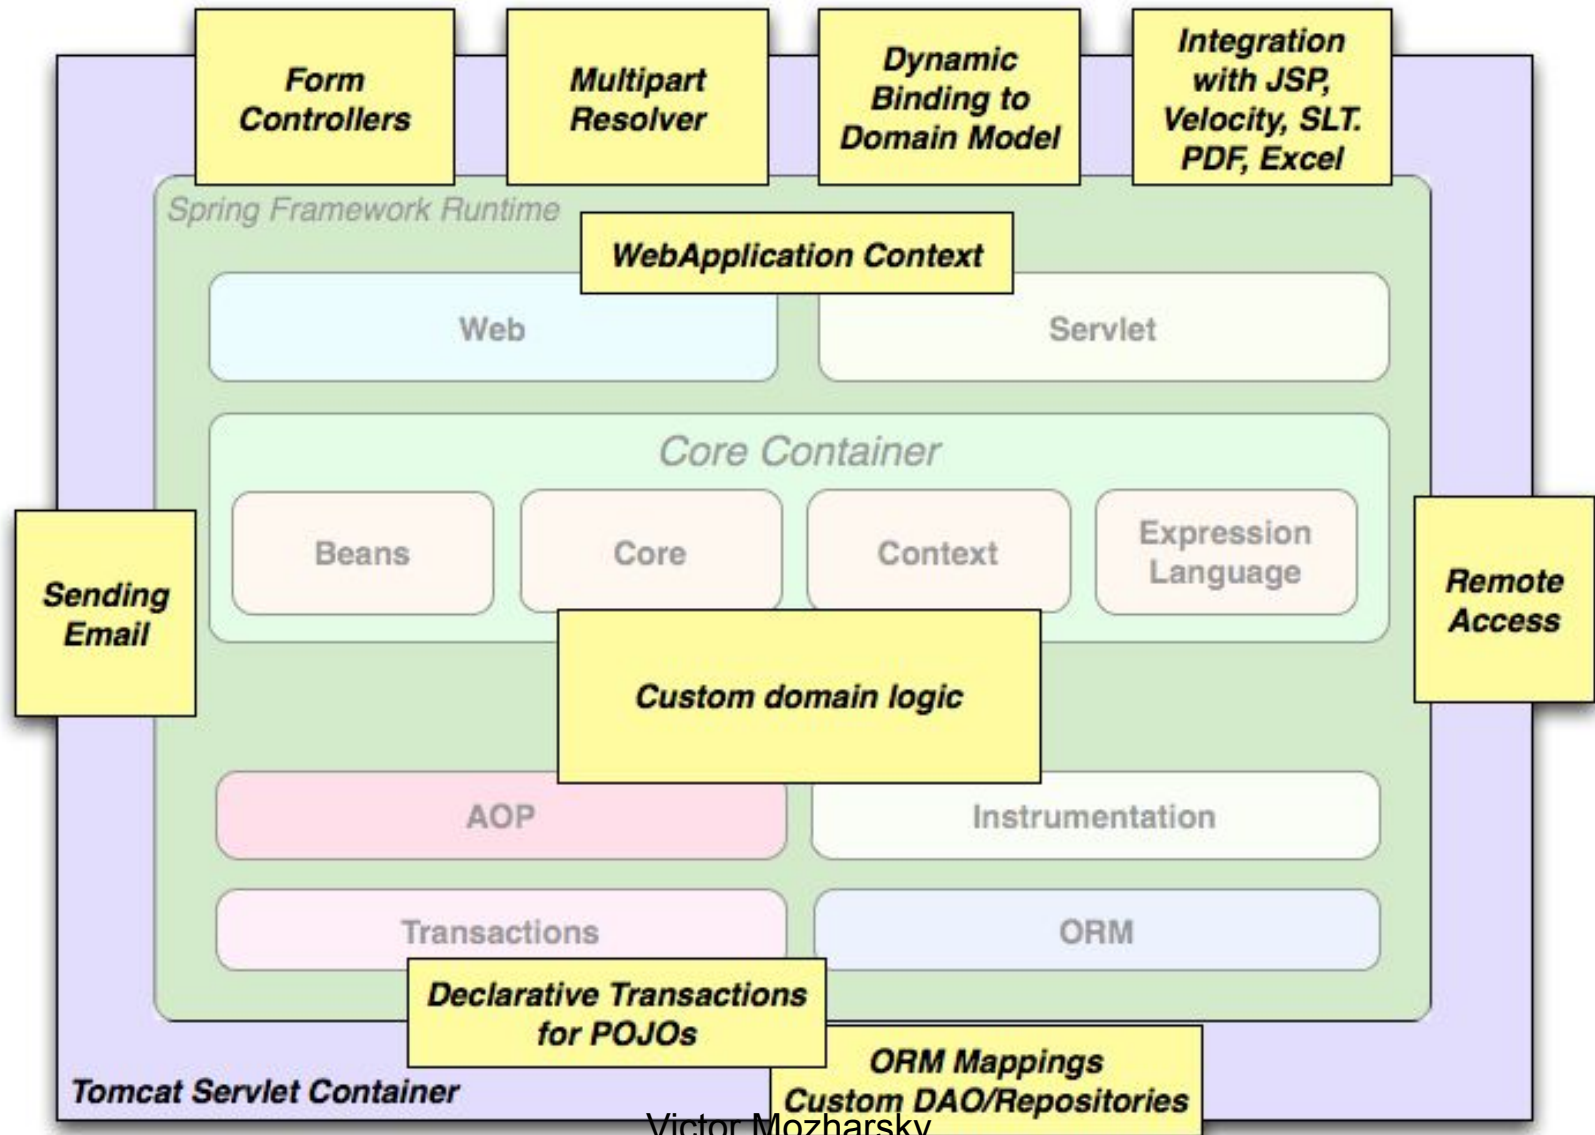 Form
Controllers
Multipart
Resolver
Dynamic
Binding to
Domain Model
Integration
with JSP,
Velocity, SLT.
PDF, Excel
Spring Framework Runtime
WebApplication Context
Web
Servlet
Core Container
Beans
Core
Context
Expression
Language
Sending
Email
Remote
Access
Custom domain logic
AOP
Instrumentation
Transactions
ORM
Declarative Transactions
for POJOs
ORM Mappings
Custom DAO/Repositories
Tomcat Servlet Container
Victor Mozharsky